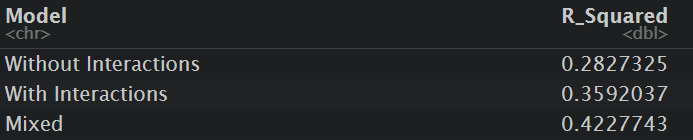 Model R_Squared
<chr> <dbl>
Without Interactions 0.2827325
With Interactions 0.3592037
Mixed 0.4227743